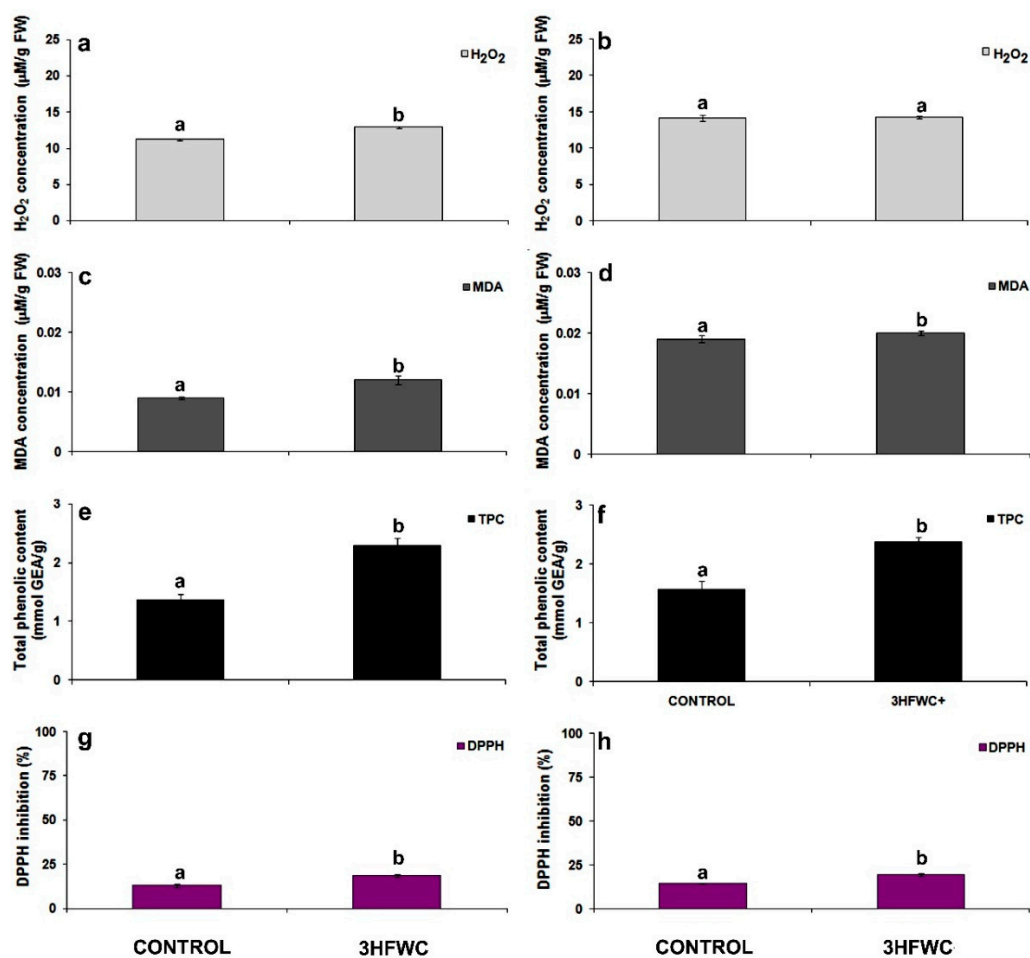 a
H₂O₂
H₂O₂ concentration (µM/g FW)
25
20
15
10
5
0
a
b
b
H₂O₂
H₂O₂ concentration (µM/g FW)
25
20
15
10
5
0
a
a
c
MDA
MDA concentration (µM/g FW)
0.03
0.02
0.01
0
a
b
d
MDA
MDA concentration (µM/g FW)
0.03
0.02
0.01
0
a
b
e
TPC
Total phenolic content
(mmol GEA/g)
3
2
1
0
a
b
f
TPC
Total phenolic content
(mmol GEA/g)
3
2
1
0
a
b
CONTROL
3HFWC+
g
DPPH
DPPH inhibition (%)
100
75
50
25
0
a
b
CONTROL
3HFWC
h
DPPH
DPPH inhibition (%)
100
75
50
25
0
a
b
CONTROL
3HFWC